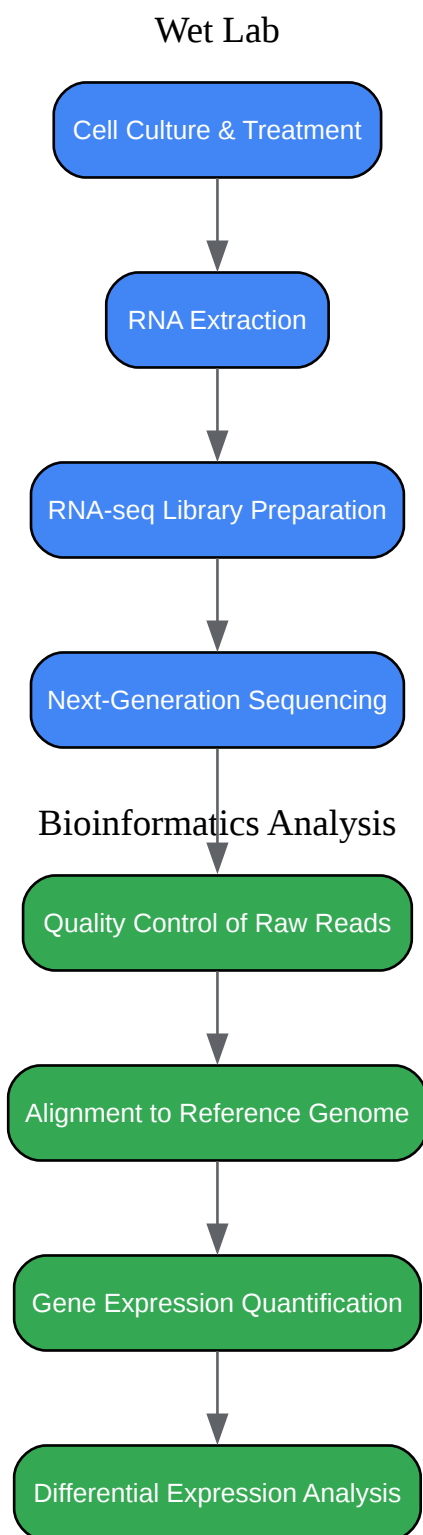 Wet Lab
Cell Culture & Treatment
RNA Extraction
RNA-seq Library Preparation
Next-Generation Sequencing
Bioinformatics Analysis
Quality Control of Raw Reads
Alignment to Reference Genome
Gene Expression Quantification
Differential Expression Analysis